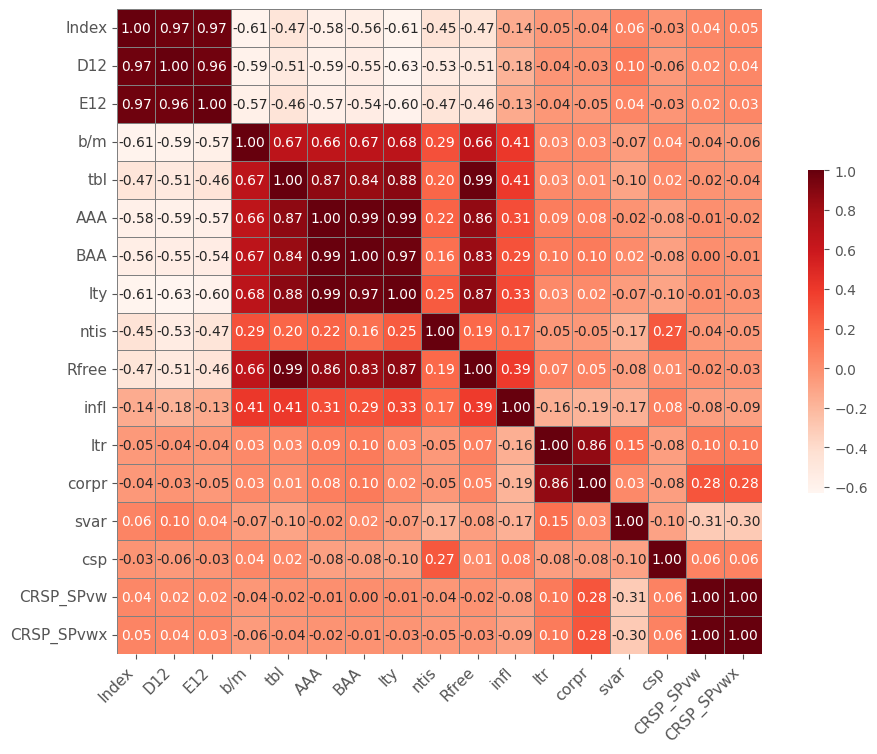 Index 1.00 0.97 0.97 -0.61 -0.47 -0.58 -0.56 -0.61 -0.45 -0.47 -0.14 -0.05 -0.04 0.06 -0.03 0.04 0.05
D12 0.97 1.00 0.96 -0.59 -0.51 -0.59 -0.55 -0.63 -0.53 -0.51 -0.18 -0.04 -0.03 0.10 -0.06 0.02 0.04
E12 0.97 0.96 1.00 -0.57 -0.46 -0.57 -0.54 -0.60 -0.47 -0.46 -0.13 -0.04 -0.05 0.04 -0.03 0.02 0.03
b/m -0.61 -0.59 -0.57 1.00 0.67 0.66 0.67 0.68 0.29 0.66 0.41 0.03 0.03 -0.07 0.04 -0.04 -0.06
tbl -0.47 -0.51 -0.46 0.67 1.00 0.87 0.84 0.88 0.20 0.99 0.41 0.03 0.01 -0.10 0.02 -0.02 -0.04
AAA -0.58 -0.59 -0.57 0.66 0.87 1.00 0.99 0.99 0.22 0.86 0.31 0.09 0.08 -0.02 -0.08 -0.01 -0.02
BAA -0.56 -0.55 -0.54 0.67 0.84 0.99 1.00 0.97 0.16 0.83 0.29 0.10 0.10 0.02 -0.08 0.00 -0.01
lty -0.61 -0.63 -0.60 0.68 0.88 0.99 0.97 1.00 0.25 0.87 0.33 0.03 0.02 -0.07 -0.10 -0.01 -0.03
ntis -0.45 -0.53 -0.47 0.29 0.20 0.22 0.16 0.25 1.00 0.19 0.17 -0.05 -0.05 -0.17 0.27 -0.04 -0.05
Rfree -0.47 -0.51 -0.46 0.66 0.99 0.86 0.83 0.87 0.19 1.00 0.39 0.07 0.05 -0.08 0.01 -0.02 -0.03
infl -0.14 -0.18 -0.13 0.41 0.41 0.31 0.29 0.33 0.17 0.39 1.00 -0.16 -0.19 -0.17 0.08 -0.08 -0.09
ltr -0.05 -0.04 -0.04 0.03 0.03 0.09 0.10 0.03 -0.05 0.07 -0.16 1.00 0.86 0.15 -0.08 0.10 0.10
corpr -0.04 -0.03 -0.05 0.03 0.01 0.08 0.10 0.02 -0.05 0.05 -0.19 0.86 1.00 0.03 -0.08 0.28 0.28
svar 0.06 0.10 0.04 -0.07 -0.10 -0.02 0.02 -0.07 -0.17 -0.08 -0.17 0.15 0.03 1.00 -0.10 -0.31 -0.30
csp -0.03 -0.06 -0.03 0.04 0.02 -0.08 -0.08 -0.10 0.27 0.01 0.08 -0.08 -0.08 -0.10 1.00 0.06 0.06
CRSP_SPvw 0.04 0.02 0.02 -0.04 -0.02 -0.01 0.00 -0.01 -0.04 -0.02 -0.08 0.10 0.28 -0.31 0.06 1.00 1.00
CRSP_SPvwx 0.05 0.04 0.03 -0.06 -0.04 -0.02 -0.01 -0.03 -0.05 -0.03 -0.09 0.10 0.28 -0.30 0.06 1.00 1.00
Index D12 E12 b/m tbl AAA BAA lty ntis Rfree infl ltr corpr svar csp CRSP_SPvw CRSP_SPvwx
1.0
0.8
0.6
0.4
0.2
0.0
−0.2
−0.4
−0.6